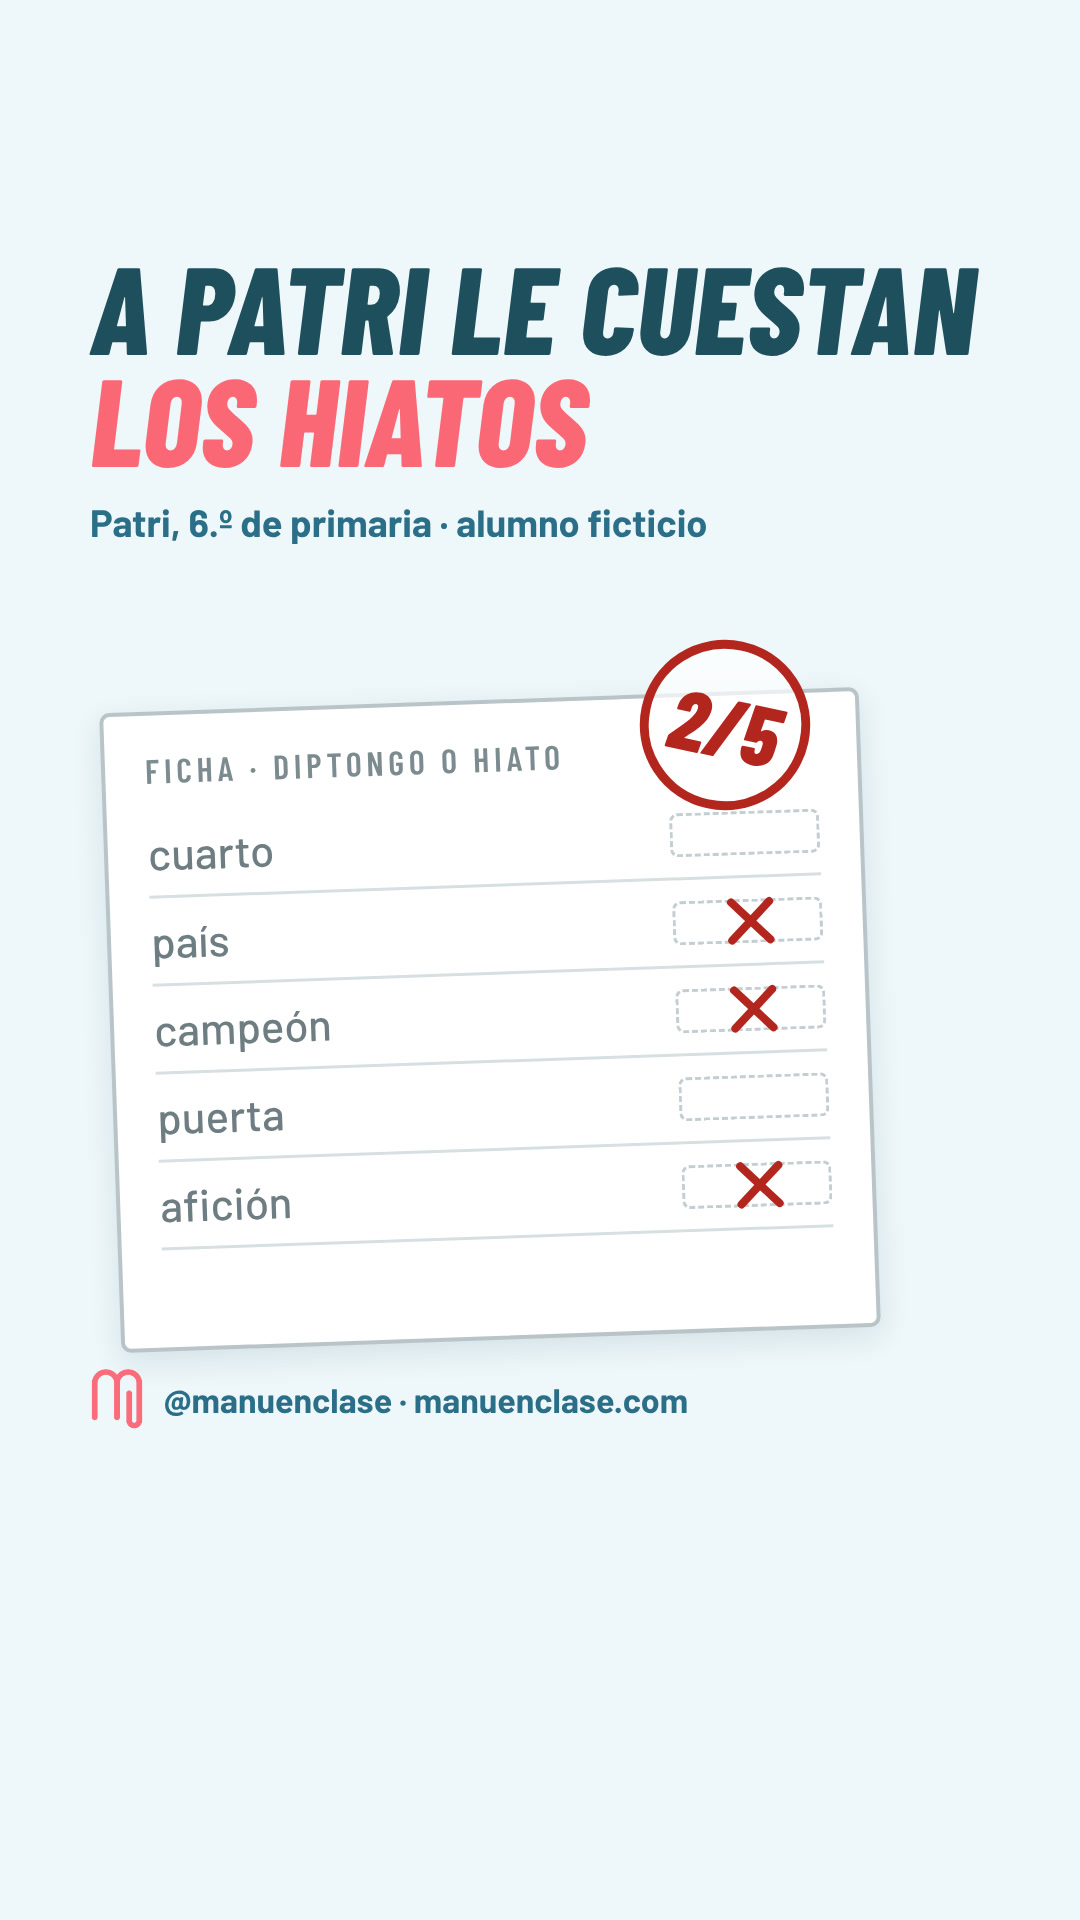 A PATRI LE CUESTAN
LOS HIATOS
Patri, 6.º de primaria · alumno ficticio
2/5
FICHA · DIPTONGO O HIATO
cuarto
país
campeón
puerta
afición
@manuenclase · manuenclase.com